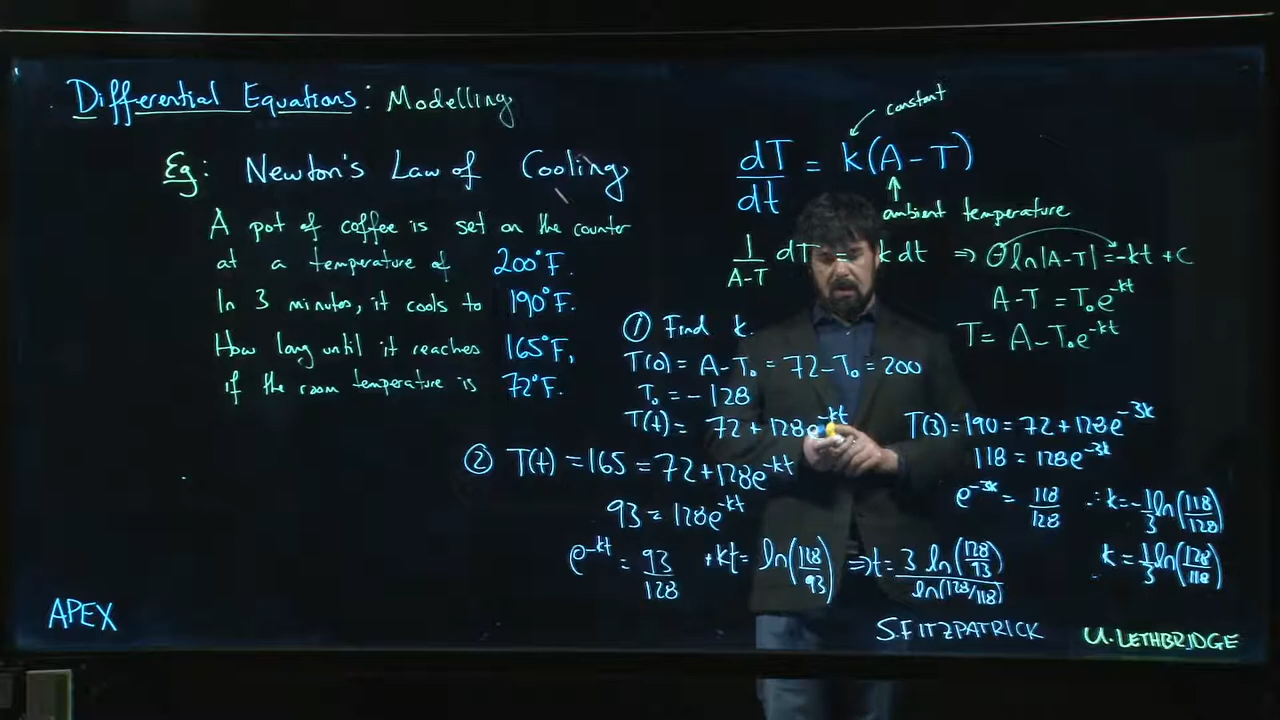 Differential Equations: Modelling
Eg: Newton's Law of Cooling
A pot of coffee is set on the counter
at a temperature of 200°F.
In 3 minutes, it cools to 190°F.
How long until it reaches 165°F,
if the room temperature is 72°F.
constant
dT/dt = k(A-T)
ambient temperature
1/(A-T) dT = k dt ⇒ -ln|A-T| = -kt + C
A-T = T₀e^(-kt)
T = A-T₀e^(-kt)
① Find k.
T(0) = A-T₀ = 72-T₀ = 200
T₀ = -128
T(t) = 72 + 128e^(-kt)
T(3) = 190 = 72 + 128e^(-3k)
118 = 128e^(-3k)
e^(-3k) = 118/128 ∴ k = -1/3 ln(118/128)
k = 1/3 ln(128/118)
② T(t) = 165 = 72 + 128e^(-kt)
93 = 128e^(-kt)
e^(-kt) = 93/128 +kt = ln(128/93) ⇒ t = 3 ln(128/93)/ln(128/118)
APEX
S.FITZPATRICK
U.LETHBRIDGE